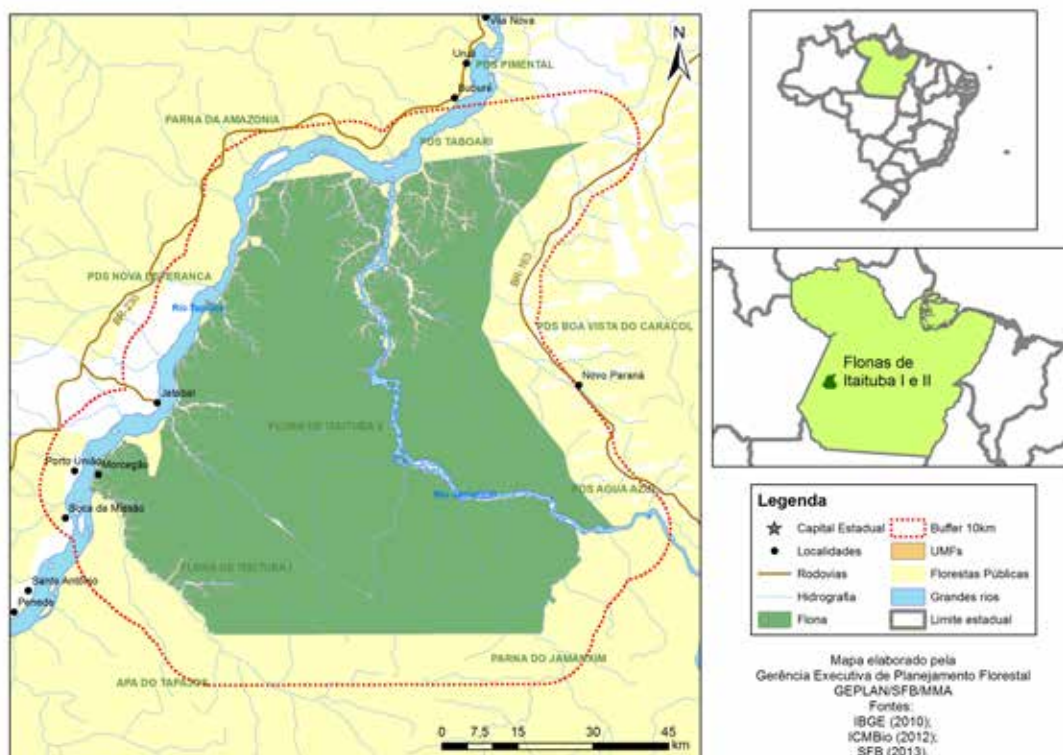 Vila Nova
Uruá
PDS PIMENTAL
Buburé
N
PARNA DA AMAZONIA
PDS TABOARI
BR-163
PDS NOVA ESPERANCA
BR-230
Rio Tapajós
PDS BOA VISTA DO CARACOL
Novo Paraná
Jatobal
FLONA DE ITAITUBA II
Porto União
Morcegão
PDS AGUA AZUL
Boca da Missão
FLONA DE ITAITUBA I
Santo Antônio
Penedo
PARNA DO JAMANXIM
APA DO TAPAJOS
0 7,5 15 30 45
km
Flonas de
Itaituba I e II
Legenda
Capital Estadual
Buffer 10km
Localidades
UMFs
Rodovias
Florestas Públicas
Hidrografia
Grandes rios
Flona
Limite estadual
Mapa elaborado pela
Gerência Executiva de Planejamento Florestal
GEPLAN/SFB/MMA
Fontes:
IBGE (2010);
ICMBio (2012);
SFB (2013).